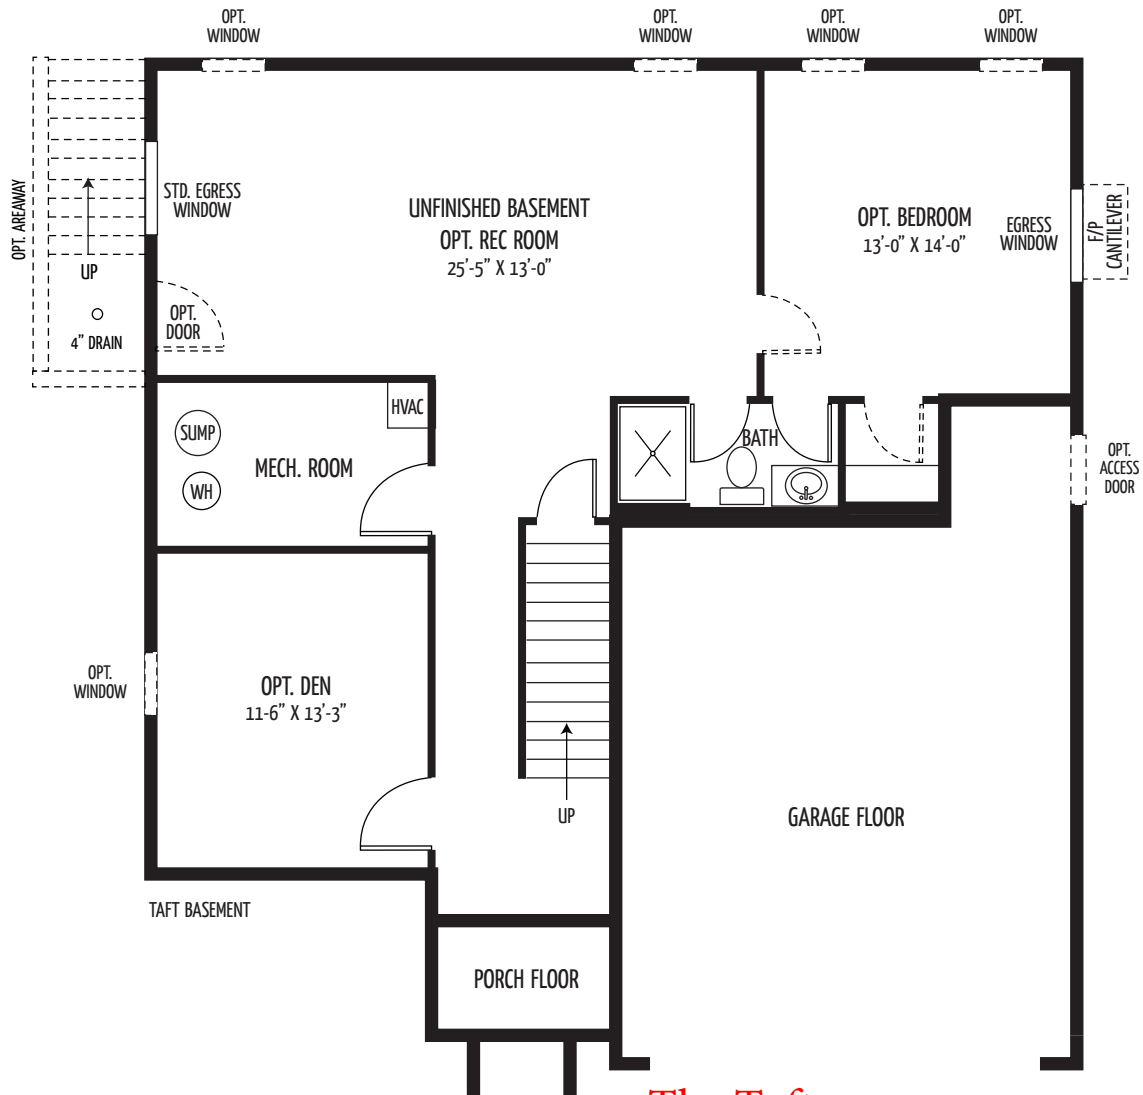 OPT.
WINDOW
OPT.
WINDOW
OPT.
WINDOW
OPT.
WINDOW
OPT. AREAWAY
STD. EGRESS
WINDOW
UP
4” DRAIN
OPT.
DOOR
UNFINISHED BASEMENT
OPT. REC ROOM
25’-5” X 13’-0”
OPT. BEDROOM
13’-0” X 14’-0”
EGRESS
WINDOW
F/P
CANTILEVER
HVAC
SUMP
WH
MECH. ROOM
BATH
OPT.
ACCESS
DOOR
OPT.
WINDOW
OPT. DEN
11-6” X 13’-3”
UP
GARAGE FLOOR
TAFT BASEMENT
PORCH FLOOR
The Taft